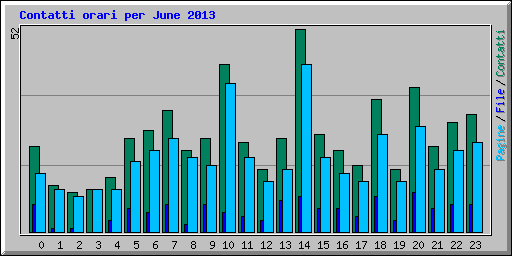 Contatti orari per June 2013
52
Pagine/File/Contatti
0 1 2 3 4 5 6 7 8 9 10 11 12 13 14 15 16 17 18 19 20 21 22 23